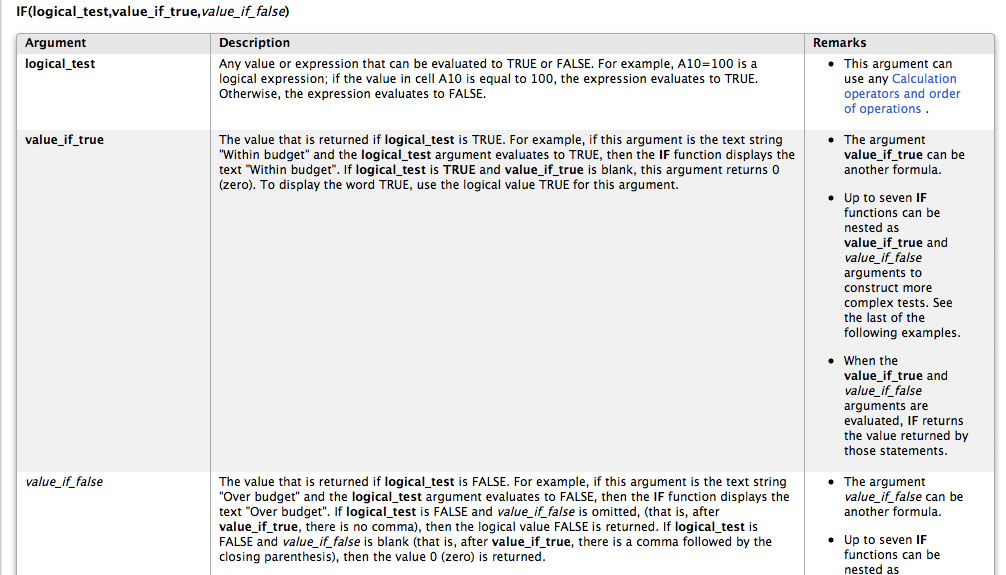 IF(logical_test,value_if_true,value_if_false)
Argument
Description
Remarks
logical_test
Any value or expression that can be evaluated to TRUE or FALSE. For example, A10=100 is a
logical expression; if the value in cell A10 is equal to 100, the expression evaluates to TRUE.
Otherwise, the expression evaluates to FALSE.
• This argument can
use any Calculation
operators and order
of operations .
value_if_true
The value that is returned if logical_test is TRUE. For example, if this argument is the text string
"Within budget" and the logical_test argument evaluates to TRUE, then the IF function displays the
text "Within budget". If logical_test is TRUE and value_if_true is blank, this argument returns 0
(zero). To display the word TRUE, use the logical value TRUE for this argument.
• The argument
value_if_true can be
another formula.
• Up to seven IF
functions can be
nested as
value_if_true and
value_if_false
arguments to
construct more
complex tests. See
the last of the
following examples.
• When the
value_if_true and
value_if_false
arguments are
evaluated, IF returns
the value returned by
those statements.
value_if_false
The value that is returned if logical_test is FALSE. For example, if this argument is the text string
"Over budget" and the logical_test argument evaluates to FALSE, then the IF function displays the
text "Over budget". If logical_test is FALSE and value_if_false is omitted, (that is, after
value_if_true, there is no comma), then the logical value FALSE is returned. If logical_test is
FALSE and value_if_false is blank (that is, after value_if_true, there is a comma followed by the
closing parenthesis), then the value 0 (zero) is returned.
• The argument
value_if_false can be
another formula.
• Up to seven IF
functions can be
nested as